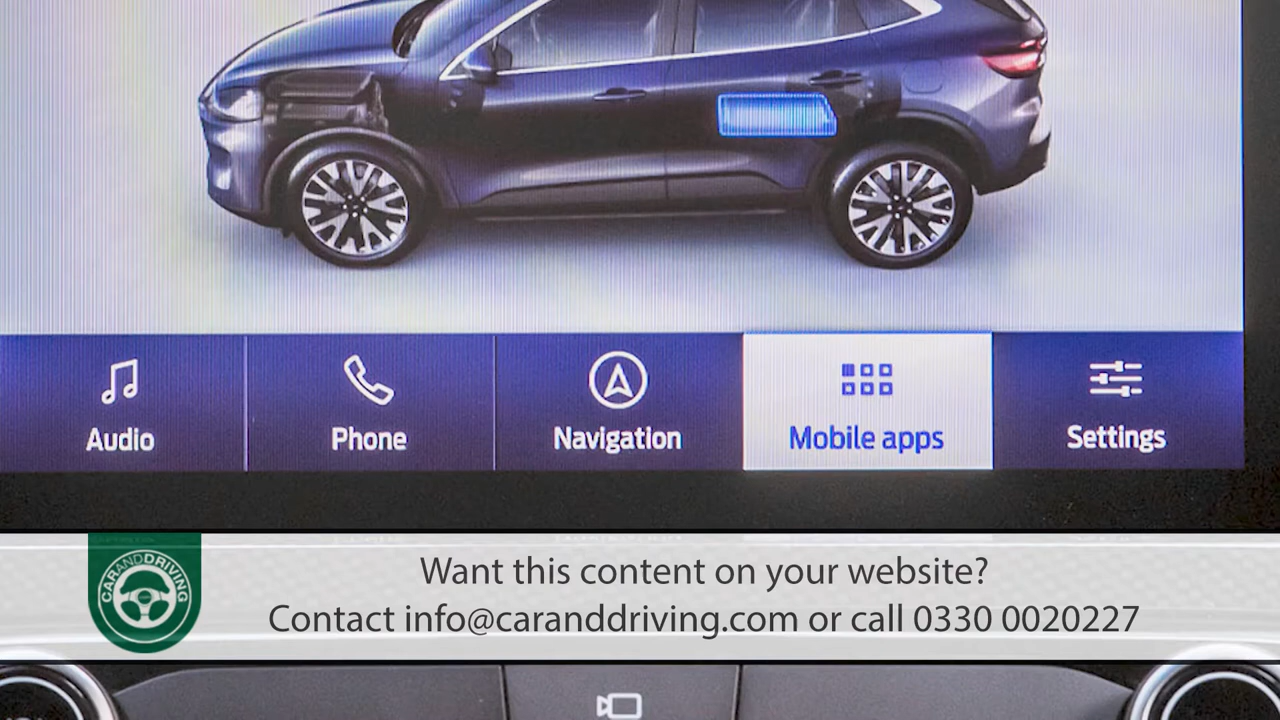 Audio
Phone
Navigation
Mobile apps
Settings
CARANDDRIVING
Want this content on your website?
Contact info@caranddriving.com or call 0330 0020227